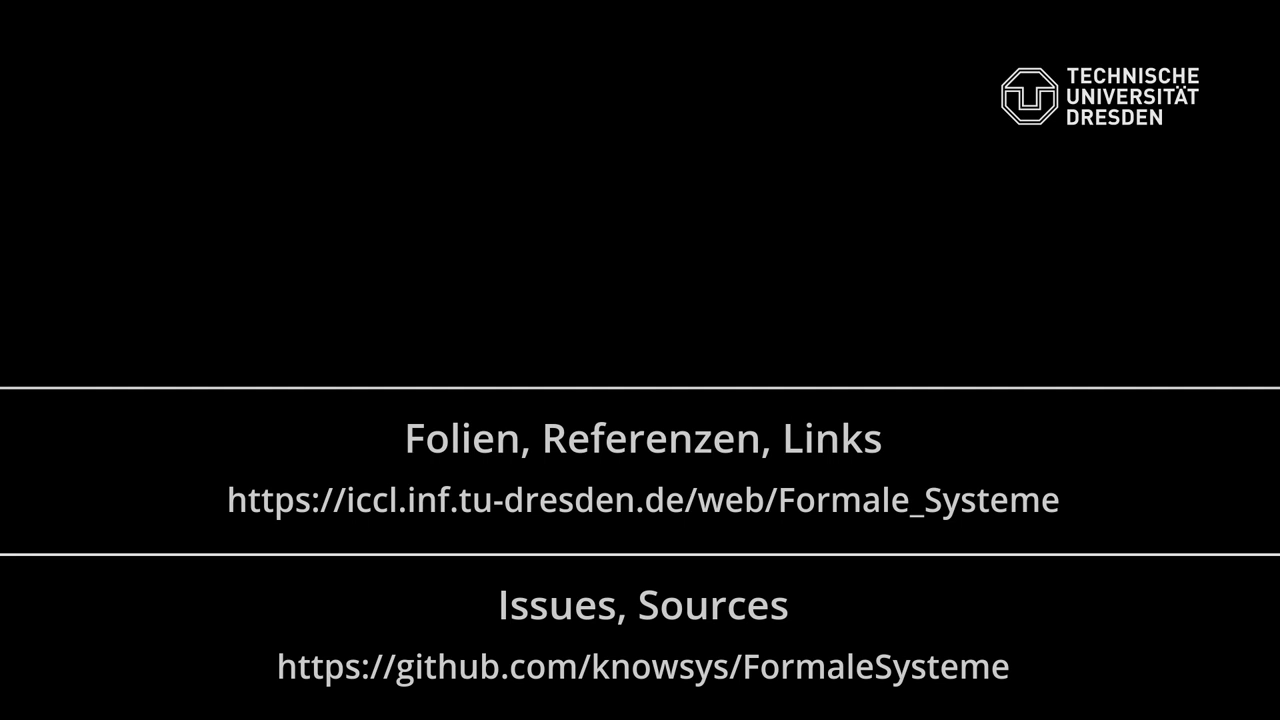 TECHNISCHE
UNIVERSITÄT
DRESDEN
Folien, Referenzen, Links
https://iccl.inf.tu-dresden.de/web/Formale_Systeme
Issues, Sources
https://github.com/knowsys/FormaleSysteme